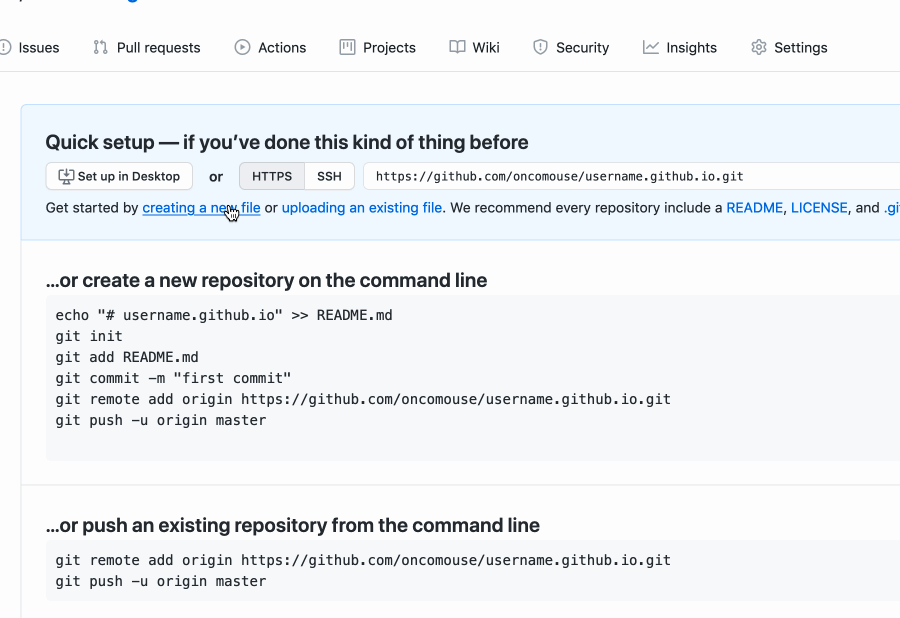 Issues Pull requests Actions Projects Wiki Security Insights Settings
Quick setup — if you’ve done this kind of thing before
Set up in Desktop or HTTPS SSH https://github.com/oncomouse/username.github.io.git
Get started by creating a new file or uploading an existing file. We recommend every repository include a README, LICENSE, and .gi
…or create a new repository on the command line
echo "# username.github.io" >> README.md
git init
git add README.md
git commit -m "first commit"
git remote add origin https://github.com/oncomouse/username.github.io.git
git push -u origin master
…or push an existing repository from the command line
git remote add origin https://github.com/oncomouse/username.github.io.git
git push -u origin master